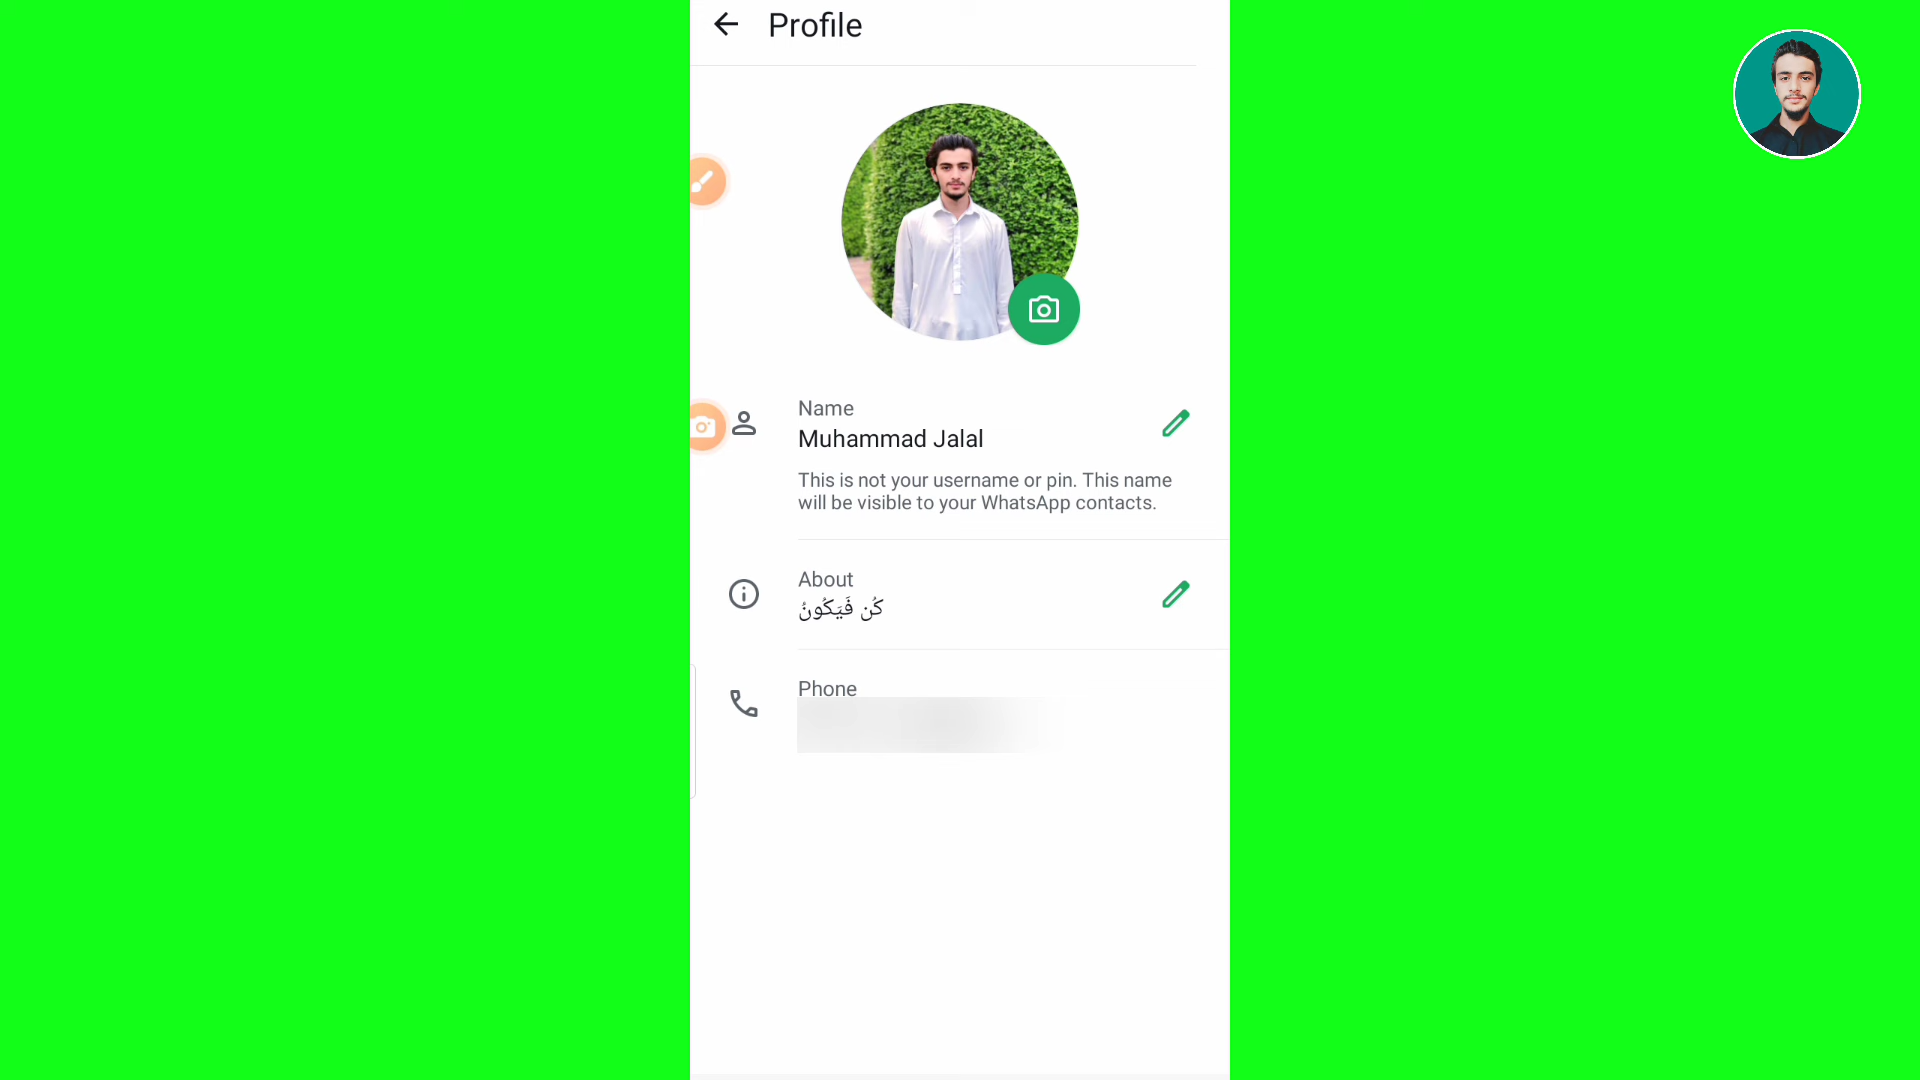 Profile
Name
Muhammad Jalal
This is not your username or pin. This name
will be visible to your WhatsApp contacts.
About
كُن فَيَكُونُ
Phone